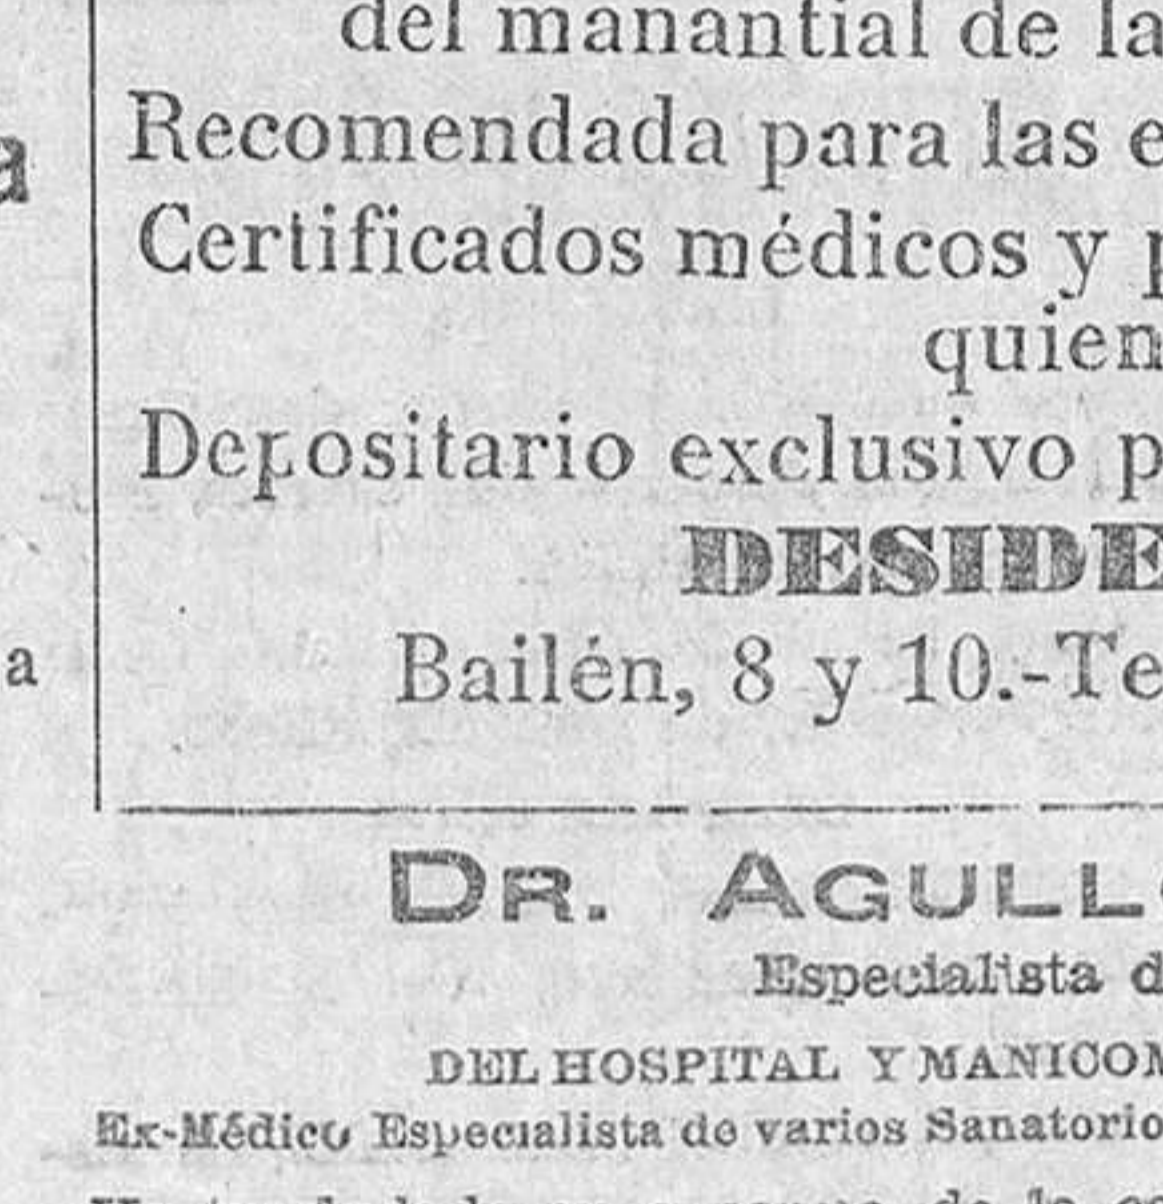 del manantial de la
Recomendada para las e
Certificados médicos y p
quien
Depositario exclusivo p
DESIDE
Bailén, 8 y 10.-Te
a
a
DR. AGULL
Especialista d
DEL HOSPITAL Y MANICOM
Ex-Médico Especialista de varios Sanatorio